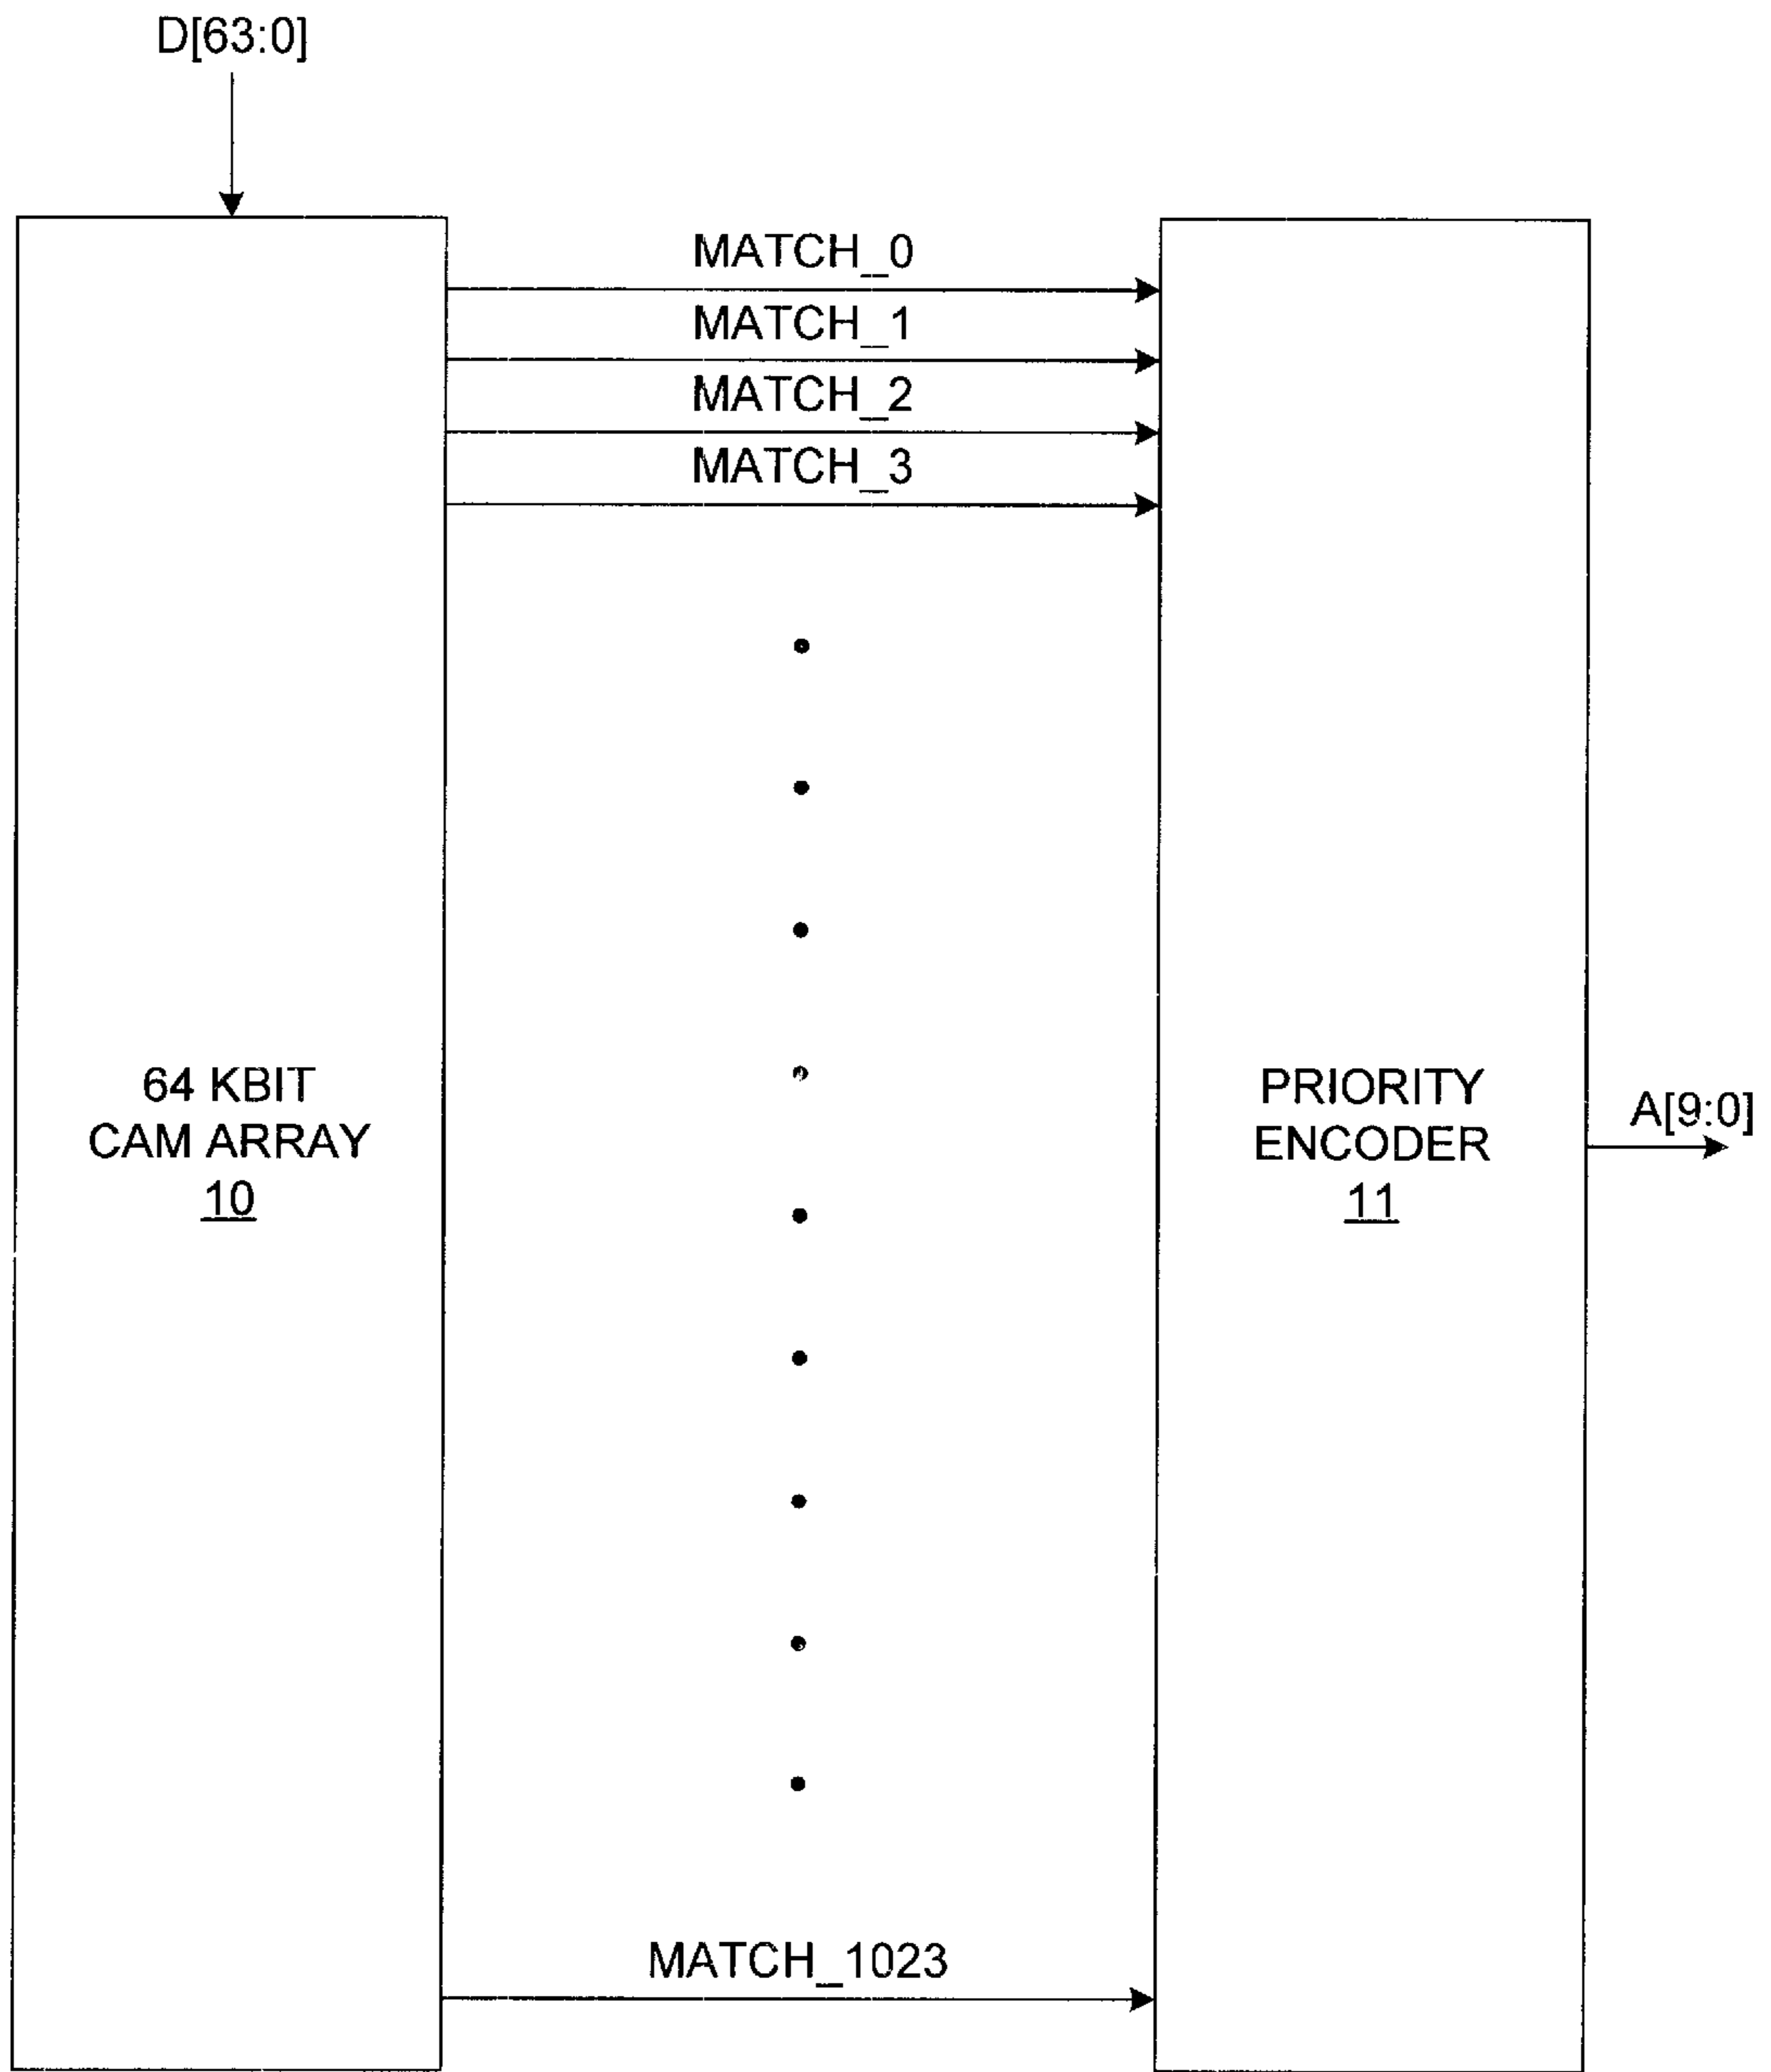 D[63:0]
MATCH_0
MATCH_1
MATCH_2
MATCH_3
64 KBIT
CAM ARRAY
10
PRIORITY
ENCODER
11
A[9:0]
MATCH_1023